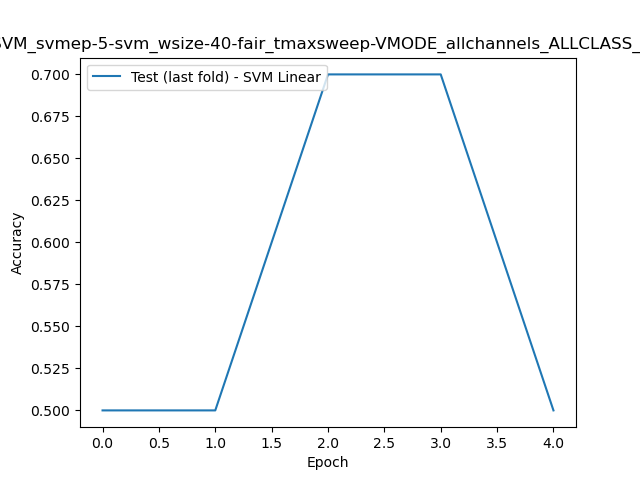 SVM_svmep-5-svm_wsize-40-fair_tmaxsweep-VMODE_allchannels_ALLCLASS_
Test (last fold) - SVM Linear
0.700
0.675
0.650
0.625
0.600
0.575
0.550
0.525
0.500
Accuracy
0.0 0.5 1.0 1.5 2.0 2.5 3.0 3.5 4.0
Epoch